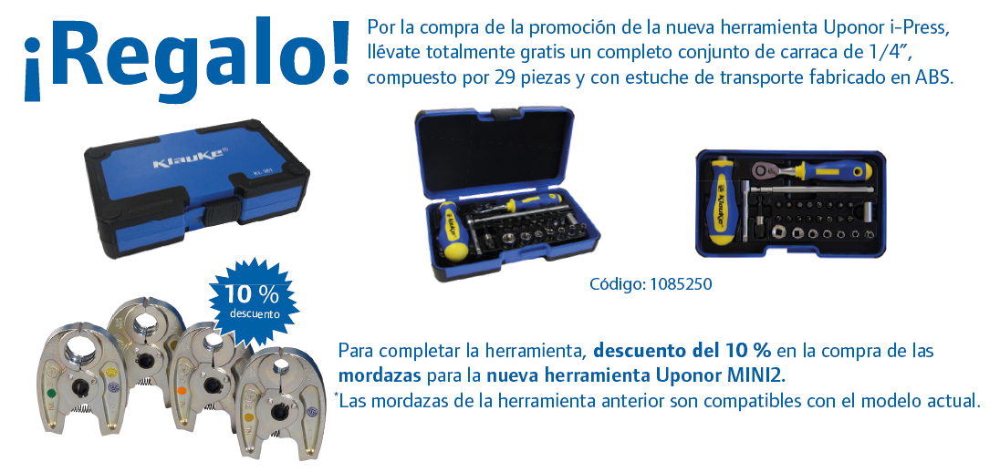 ¡Regalo!
Por la compra de la promoción de la nueva herramienta Uponor i-Press,
llévate totalmente gratis un completo conjunto de carraca de 1/4”,
compuesto por 29 piezas y con estuche de transporte fabricado en ABS.
Klauke®
KL 361
Klauke
Klauke
Código: 1085250
10 %
descuento
Para completar la herramienta, descuento del 10 % en la compra de las
mordazas para la nueva herramienta Uponor MINI2.
*Las mordazas de la herramienta anterior son compatibles con el modelo actual.